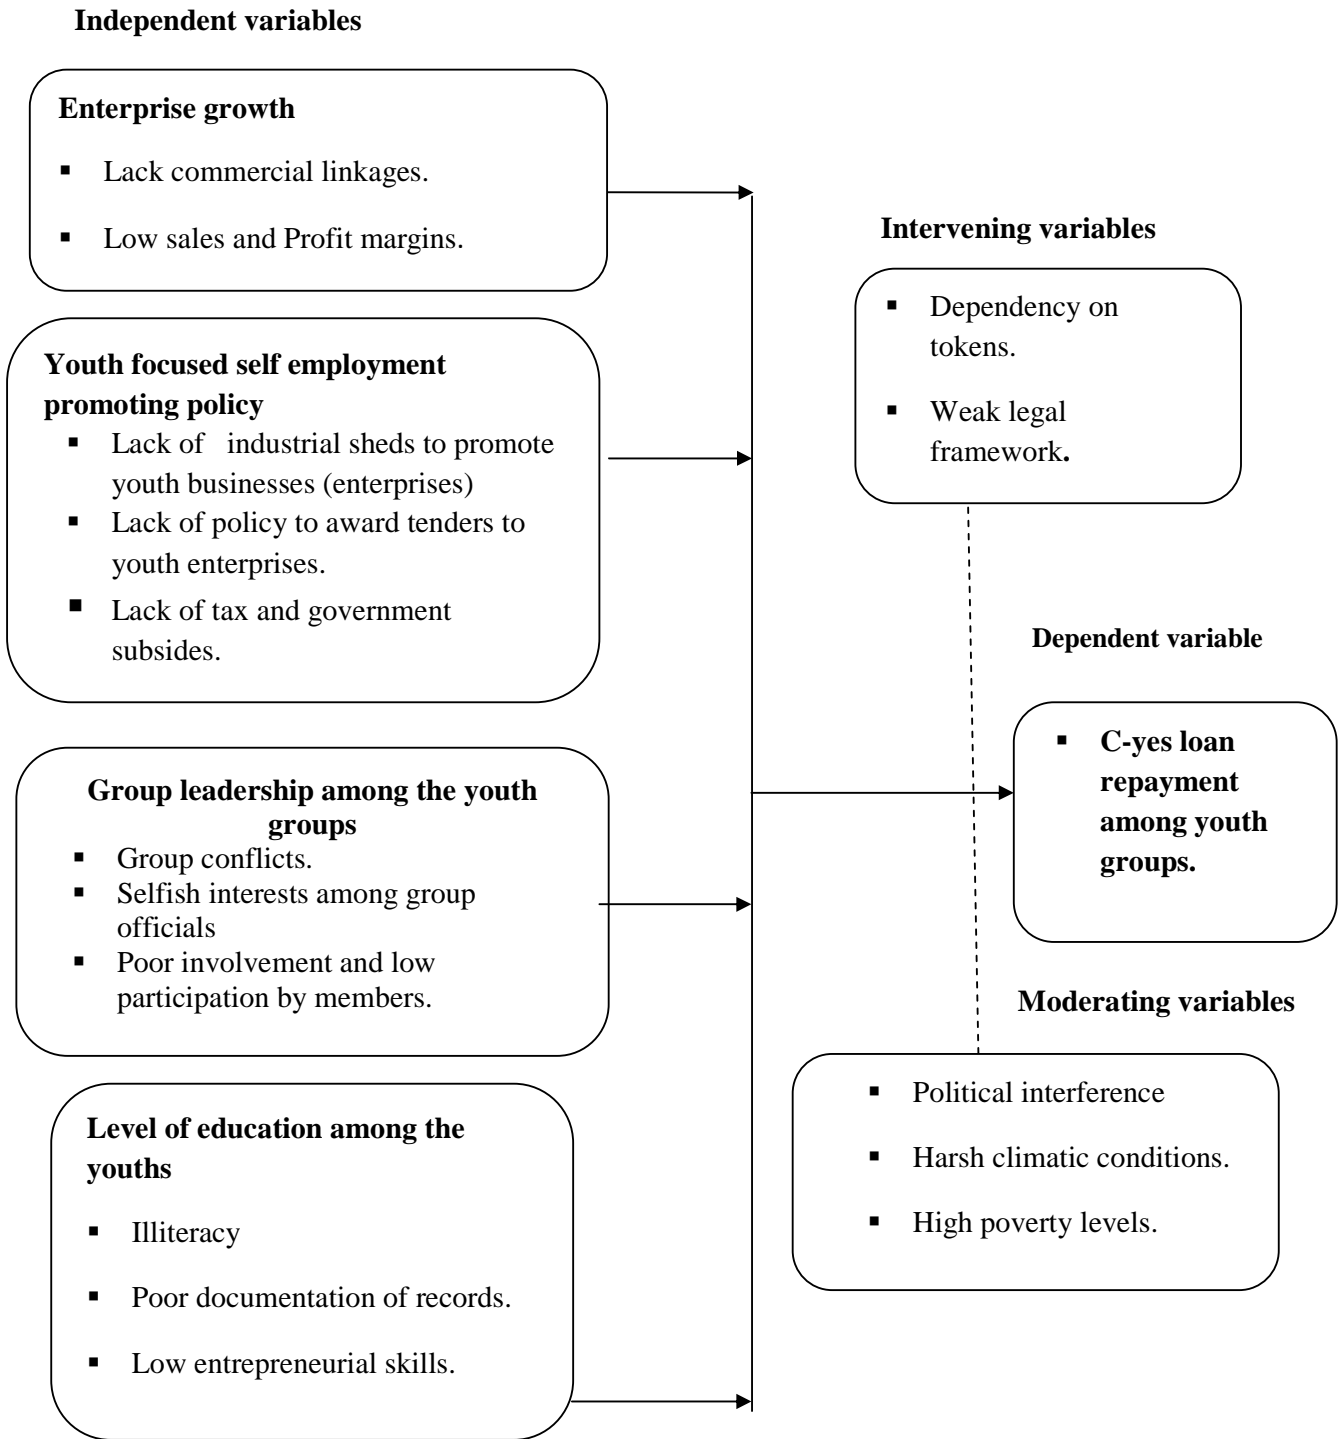 Independent variables
Enterprise growth
▪ Lack commercial linkages.
▪ Low sales and Profit margins.
Youth focused self employment
promoting policy
▪ Lack of industrial sheds to promote
youth businesses (enterprises)
▪ Lack of policy to award tenders to
youth enterprises.
▪ Lack of tax and government
subsides.
Group leadership among the youth
groups
▪ Group conflicts.
▪ Selfish interests among group
officials
▪ Poor involvement and low
participation by members.
Level of education among the
youths
▪ Illiteracy
▪ Poor documentation of records.
▪ Low entrepreneurial skills.
Intervening variables
▪ Dependency on
tokens.
▪ Weak legal
framework.
Dependent variable
▪ C-yes loan
repayment
among youth
groups.
Moderating variables
▪ Political interference
▪ Harsh climatic conditions.
▪ High poverty levels.